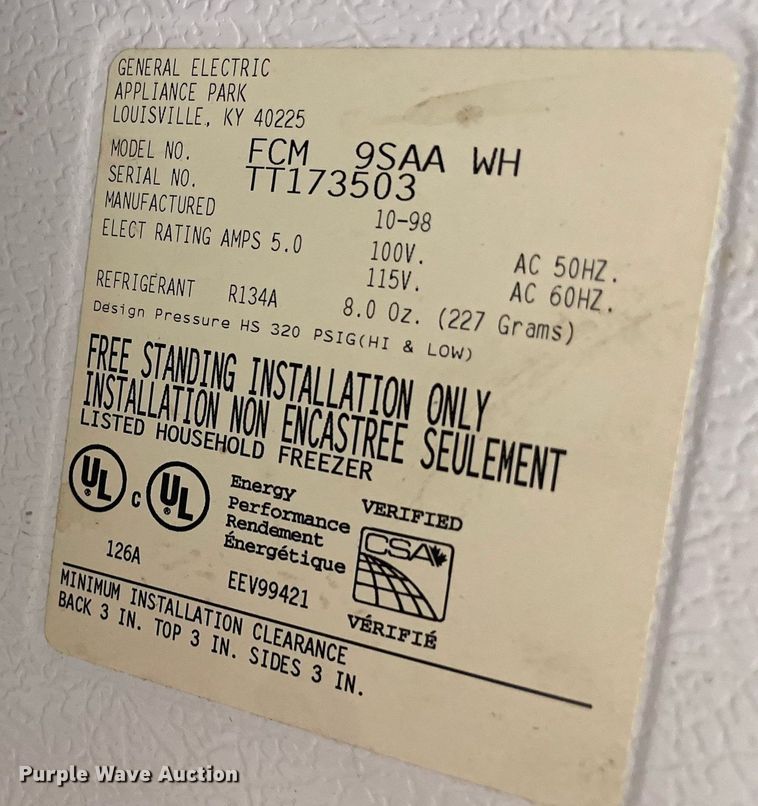 GENERAL ELECTRIC
APPLIANCE PARK
LOUISVILLE, KY 40225
MODEL NO. FCM 9SAA WH
SERIAL NO. TT173503
MANUFACTURED 10-98
ELECT RATING AMPS 5.0 100V. AC 50HZ.
115V. AC 60HZ.
REFRIGERANT R134A 8.0 Oz. (227 Grams)
Design Pressure HS 320 PSIG(HI & LOW)
FREE STANDING INSTALLATION ONLY
INSTALLATION NON ENCASTREE SEULEMENT
LISTED HOUSEHOLD FREEZER
UL ® C UL ®
126A
Energy
Performance
Rendement
Énergétique
EEV99421
VERIFIED
CSA
VÉRIFIÉ
MINIMUM INSTALLATION CLEARANCE
BACK 3 IN. TOP 3 IN. SIDES 3 IN.
Purple Wave Auction